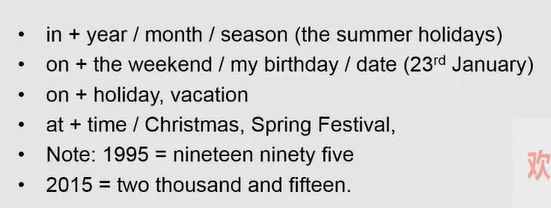 • in + year / month / season (the summer holidays)
• on + the weekend / my birthday / date (23rd January)
• on + holiday, vacation
• at + time / Christmas, Spring Festival,
• Note: 1995 = nineteen ninety five
• 2015 = two thousand and fifteen.
欢